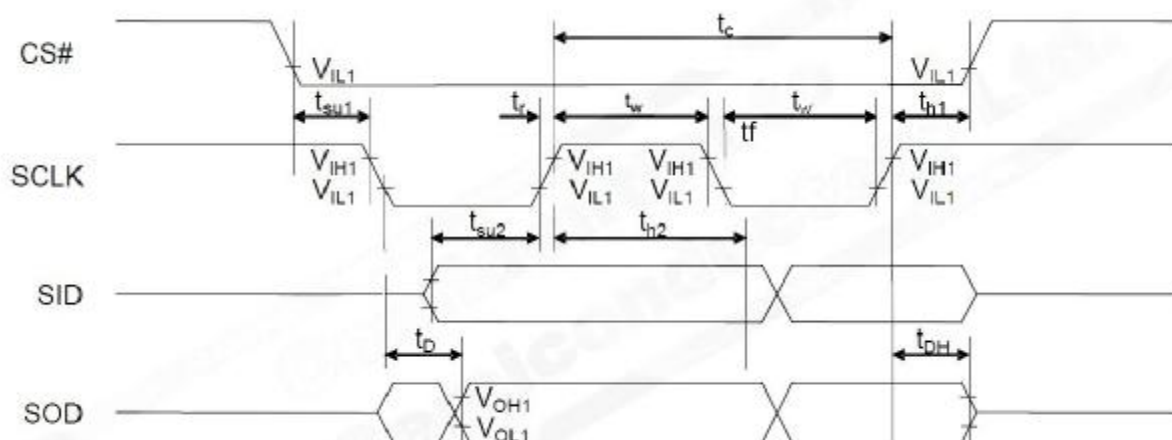 t_c
CS#
V_IL1 V_IL1
t_su1 t_r t_w t_w t_h1
tf
SCLK
V_IH1 V_IH1 V_IH1 V_IH1
V_IL1 V_IL1 V_IL1 V_IL1
t_su2 t_h2
SID
t_D t_DH
SOD
V_OH1
V_OL1